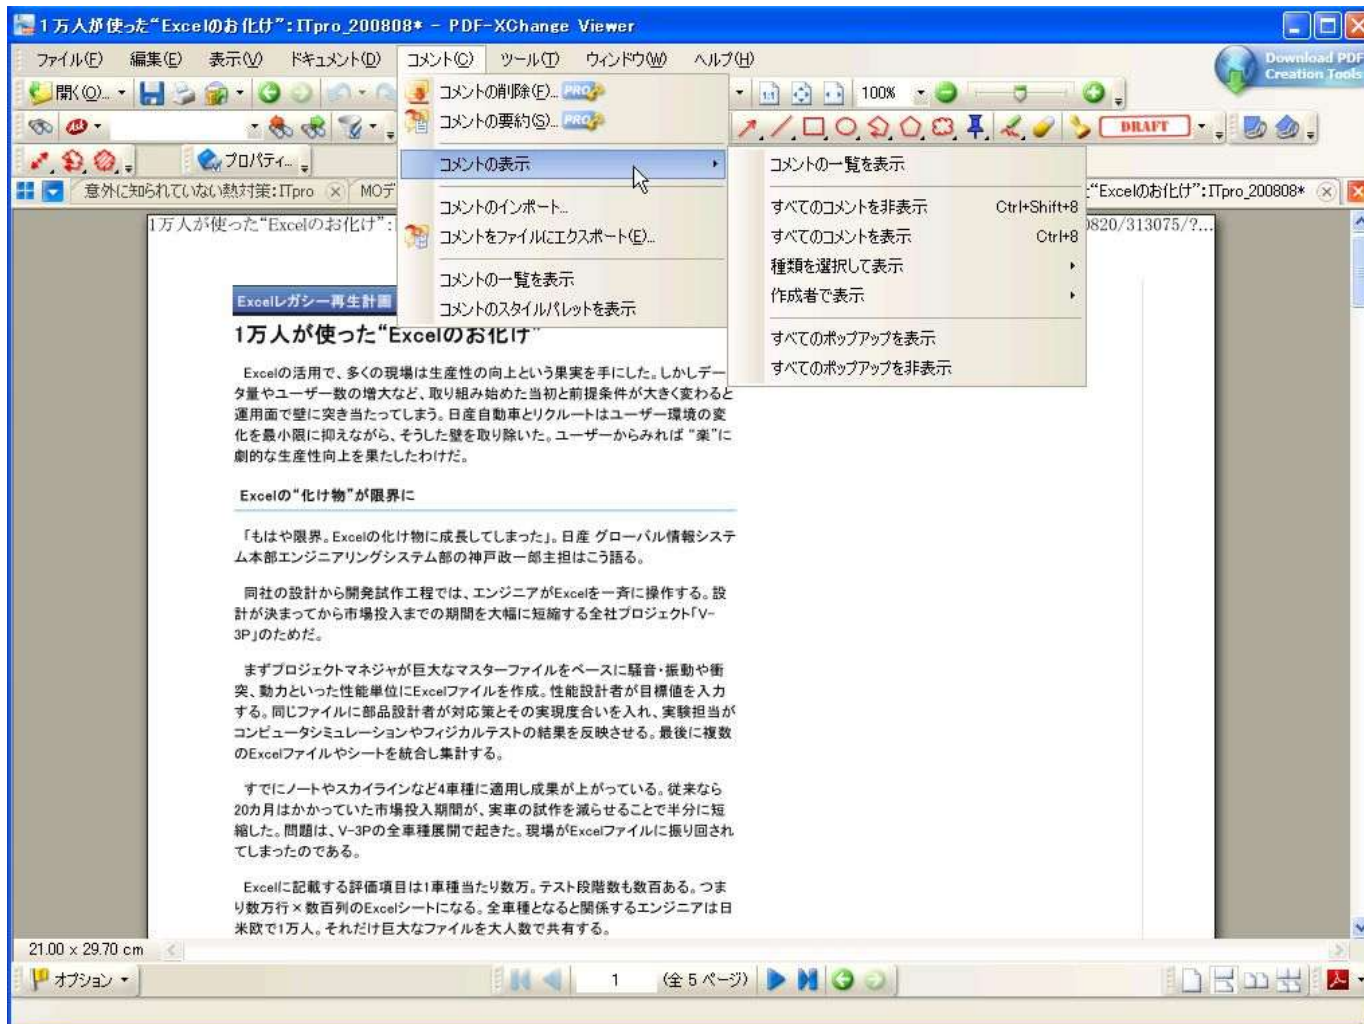 1万人が使った“Excelのお化け”:ITpro_200808* - PDF-XChange Viewer
ファイル(F) 編集(E) 表示(V) ドキュメント(D) コメント(C) ツール(T) ウィンドウ(W) ヘルプ(H)
Download PDF
Creation Tools
開く(O)...
コメントの削除(F)... PRO
1:1
100%
コメントの要約(S)... PRO
DRAFT
プロパティ...
コメントの表示
コメントの一覧を表示
意外に知られていない熱対策:ITpro
MOデ
“Excelのお化け”:ITpro_200808*
コメントのインポート...
すべてのコメントを非表示 Ctrl+Shift+8
1万人が使った“Excelのお化け”:
0820/313075/?...
コメントをファイルにエクスポート(E)...
すべてのコメントを表示 Ctrl+8
種類を選択して表示
コメントの一覧を表示
作成者で表示
Excelレガシー再生計画
コメントのスタイルパレットを表示
すべてのポップアップを表示
すべてのポップアップを非表示
1万人が使った“Excelのお化け”
Excelの活用で、多くの現場は生産性の向上という果実を手にした。しかしデー
タ量やユーザー数の増大など、取り組み始めた当初と前提条件が大きく変わると
運用面で壁に突き当たってしまう。日産自動車とリクルートはユーザー環境の変
化を最小限に抑えながら、そうした壁を取り除いた。ユーザーからみれば “楽”に
劇的な生産性向上を果たしたわけだ。
Excelの“化け物”が限界に
「もはや限界。Excelの化け物に成長してしまった」。日産 グローバル情報システ
ム本部エンジニアリングシステム部の神戸政一郎主担はこう語る。
同社の設計から開発試作工程では、エンジニアがExcelを一斉に操作する。設
計が決まってから市場投入までの期間を大幅に短縮する全社プロジェクト「V-
3P」のためだ。
まずプロジェクトマネジャが巨大なマスターファイルをベースに騒音・振動や衝
突、動力といった性能単位にExcelファイルを作成。性能設計者が目標値を入力
する。同じファイルに部品設計者が対応策とその実現度合いを入れ、実験担当が
コンピュータシミュレーションやフィジカルテストの結果を反映させる。最後に複数
のExcelファイルやシートを統合し集計する。
すでにノートやスカイラインなど4車種に適用し成果が上がっている。従来なら
20カ月はかかっていた市場投入期間が、実車の試作を減らせることで半分に短
縮した。問題は、V-3Pの全車種展開で起きた。現場がExcelファイルに振り回され
てしまったのである。
Excelに記載する評価項目は1車種当たり数万。テスト段階数も数百ある。つま
り数万行×数百列のExcelシートになる。全車種となると関係するエンジニアは日
米欧で1万人。それだけ巨大なファイルを大人数で共有する。
21.00 x 29.70 cm
オプション
1 (全 5 ページ)